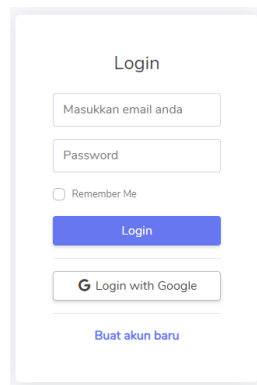 Login
Masukkan email anda
Password
Remember Me
Login
G Login with Google
Buat akun baru